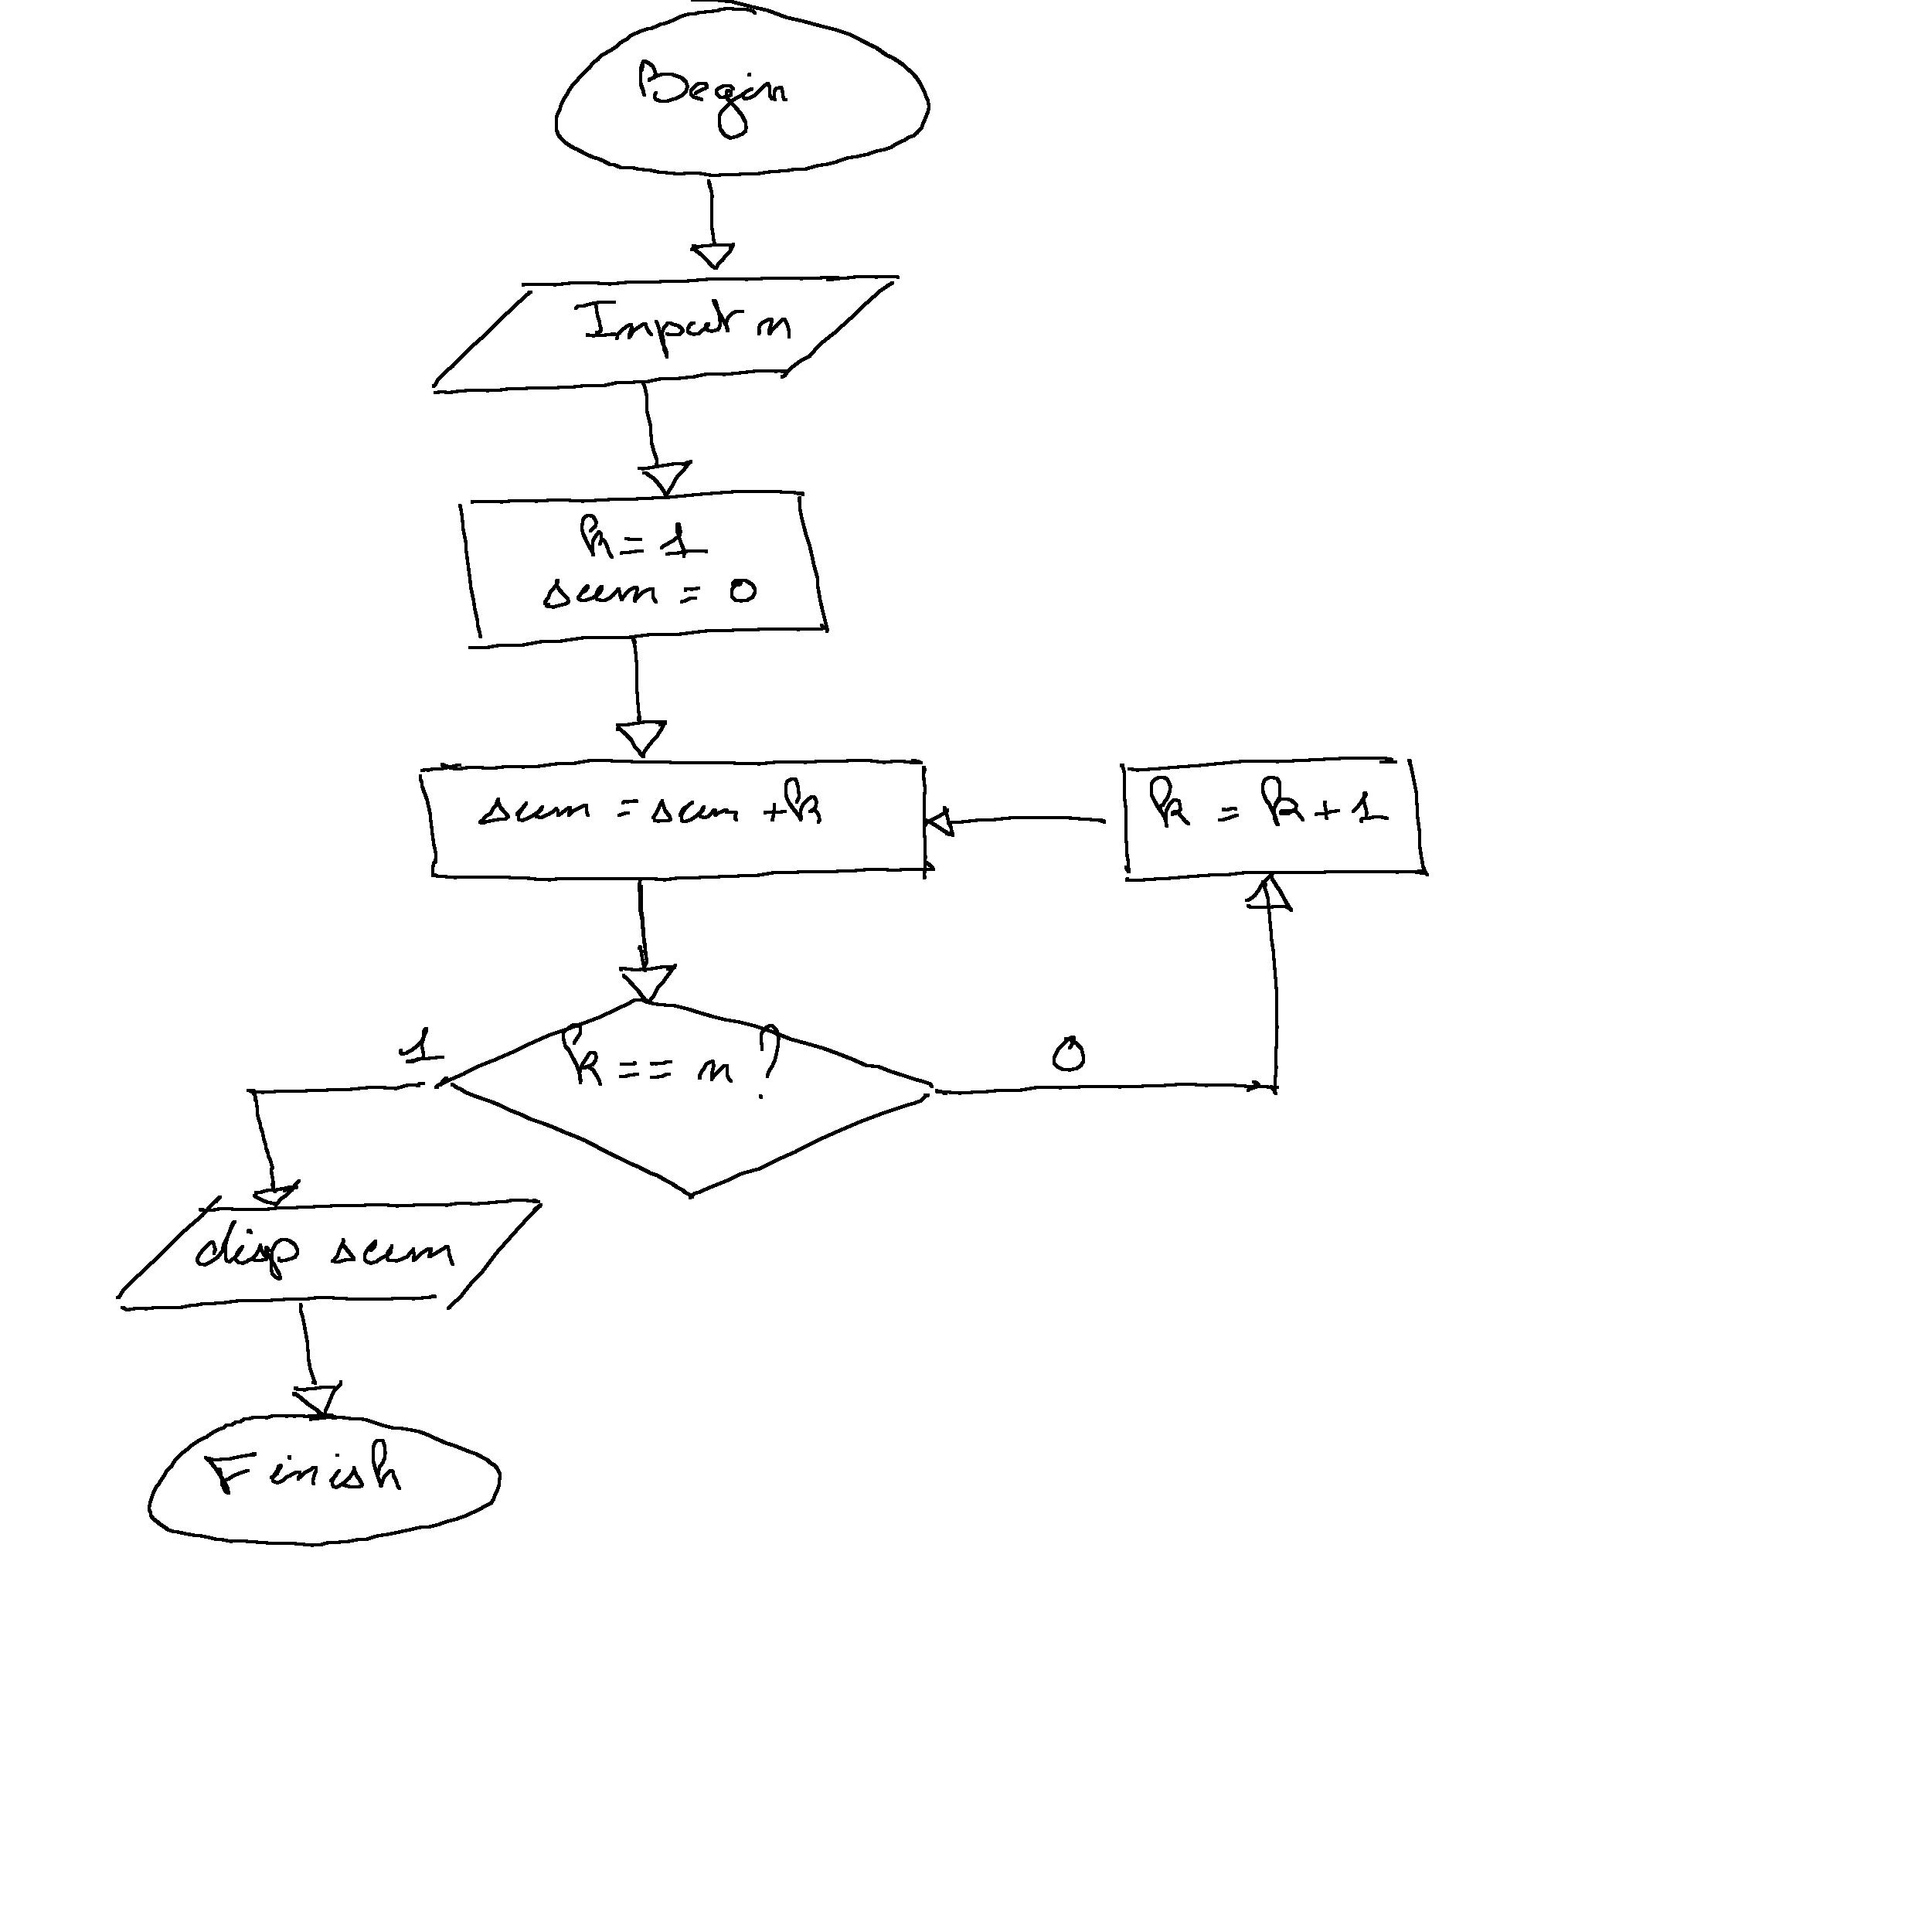 Begin
Input n
k = 1
sum = 0
sum = sum + k
k = k + 1
k == n ?
1
0
disp sum
Finish